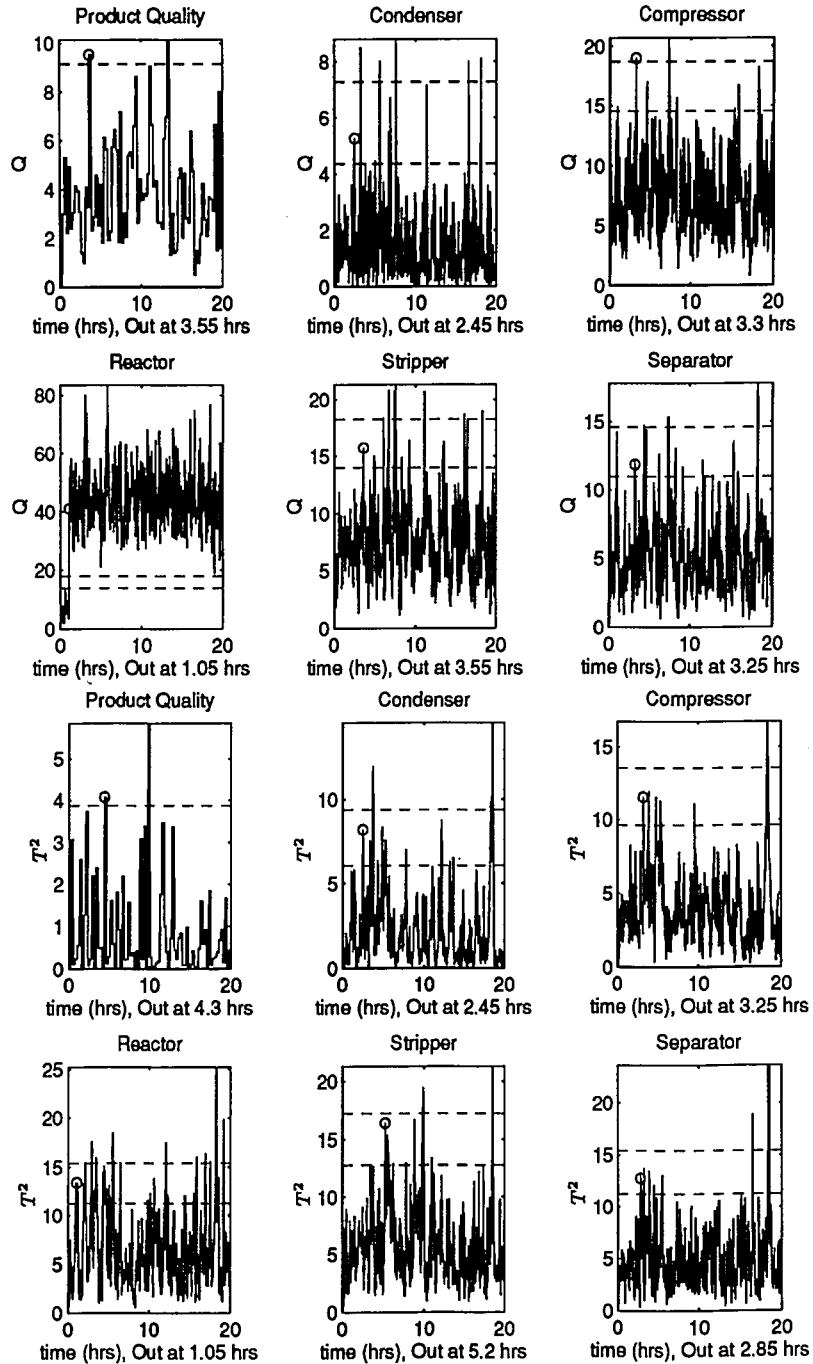 Product Quality
Condenser
Compressor
10
8
6
4
2
0
Q
0 10 20
time (hrs), Out at 3.55 hrs
8
6
4
2
0
Q
0 10 20
time (hrs), Out at 2.45 hrs
20
15
10
5
0
Q
0 10 20
time (hrs), Out at 3.3 hrs
Reactor
Stripper
Separator
80
60
40
20
0
Q
0 10 20
time (hrs), Out at 1.05 hrs
20
15
10
5
0
Q
0 10 20
time (hrs), Out at 3.55 hrs
15
10
5
0
Q
0 10 20
time (hrs), Out at 3.25 hrs
Product Quality
Condenser
Compressor
5
4
3
2
1
0
T²
0 10 20
time (hrs), Out at 4.3 hrs
10
5
0
T²
0 10 20
time (hrs), Out at 2.45 hrs
15
10
5
0
T²
0 10 20
time (hrs), Out at 3.25 hrs
Reactor
Stripper
Separator
25
20
15
10
5
0
T²
0 10 20
time (hrs), Out at 1.05 hrs
20
15
10
5
0
T²
0 10 20
time (hrs), Out at 5.2 hrs
20
15
10
5
0
T²
0 10 20
time (hrs), Out at 2.85 hrs